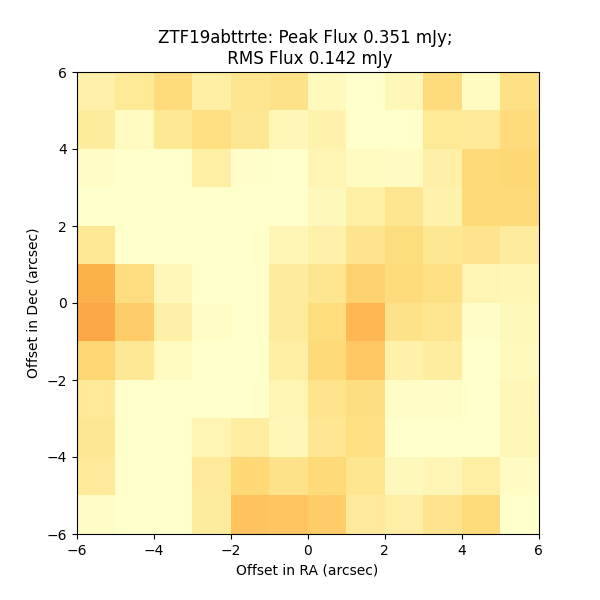 ZTF19abttrte: Peak Flux 0.351 mJy;
RMS Flux 0.142 mJy
6
4
2
0
−2
−4
−6
Offset in Dec (arcsec)
−6 −4 −2 0 2 4 6
Offset in RA (arcsec)